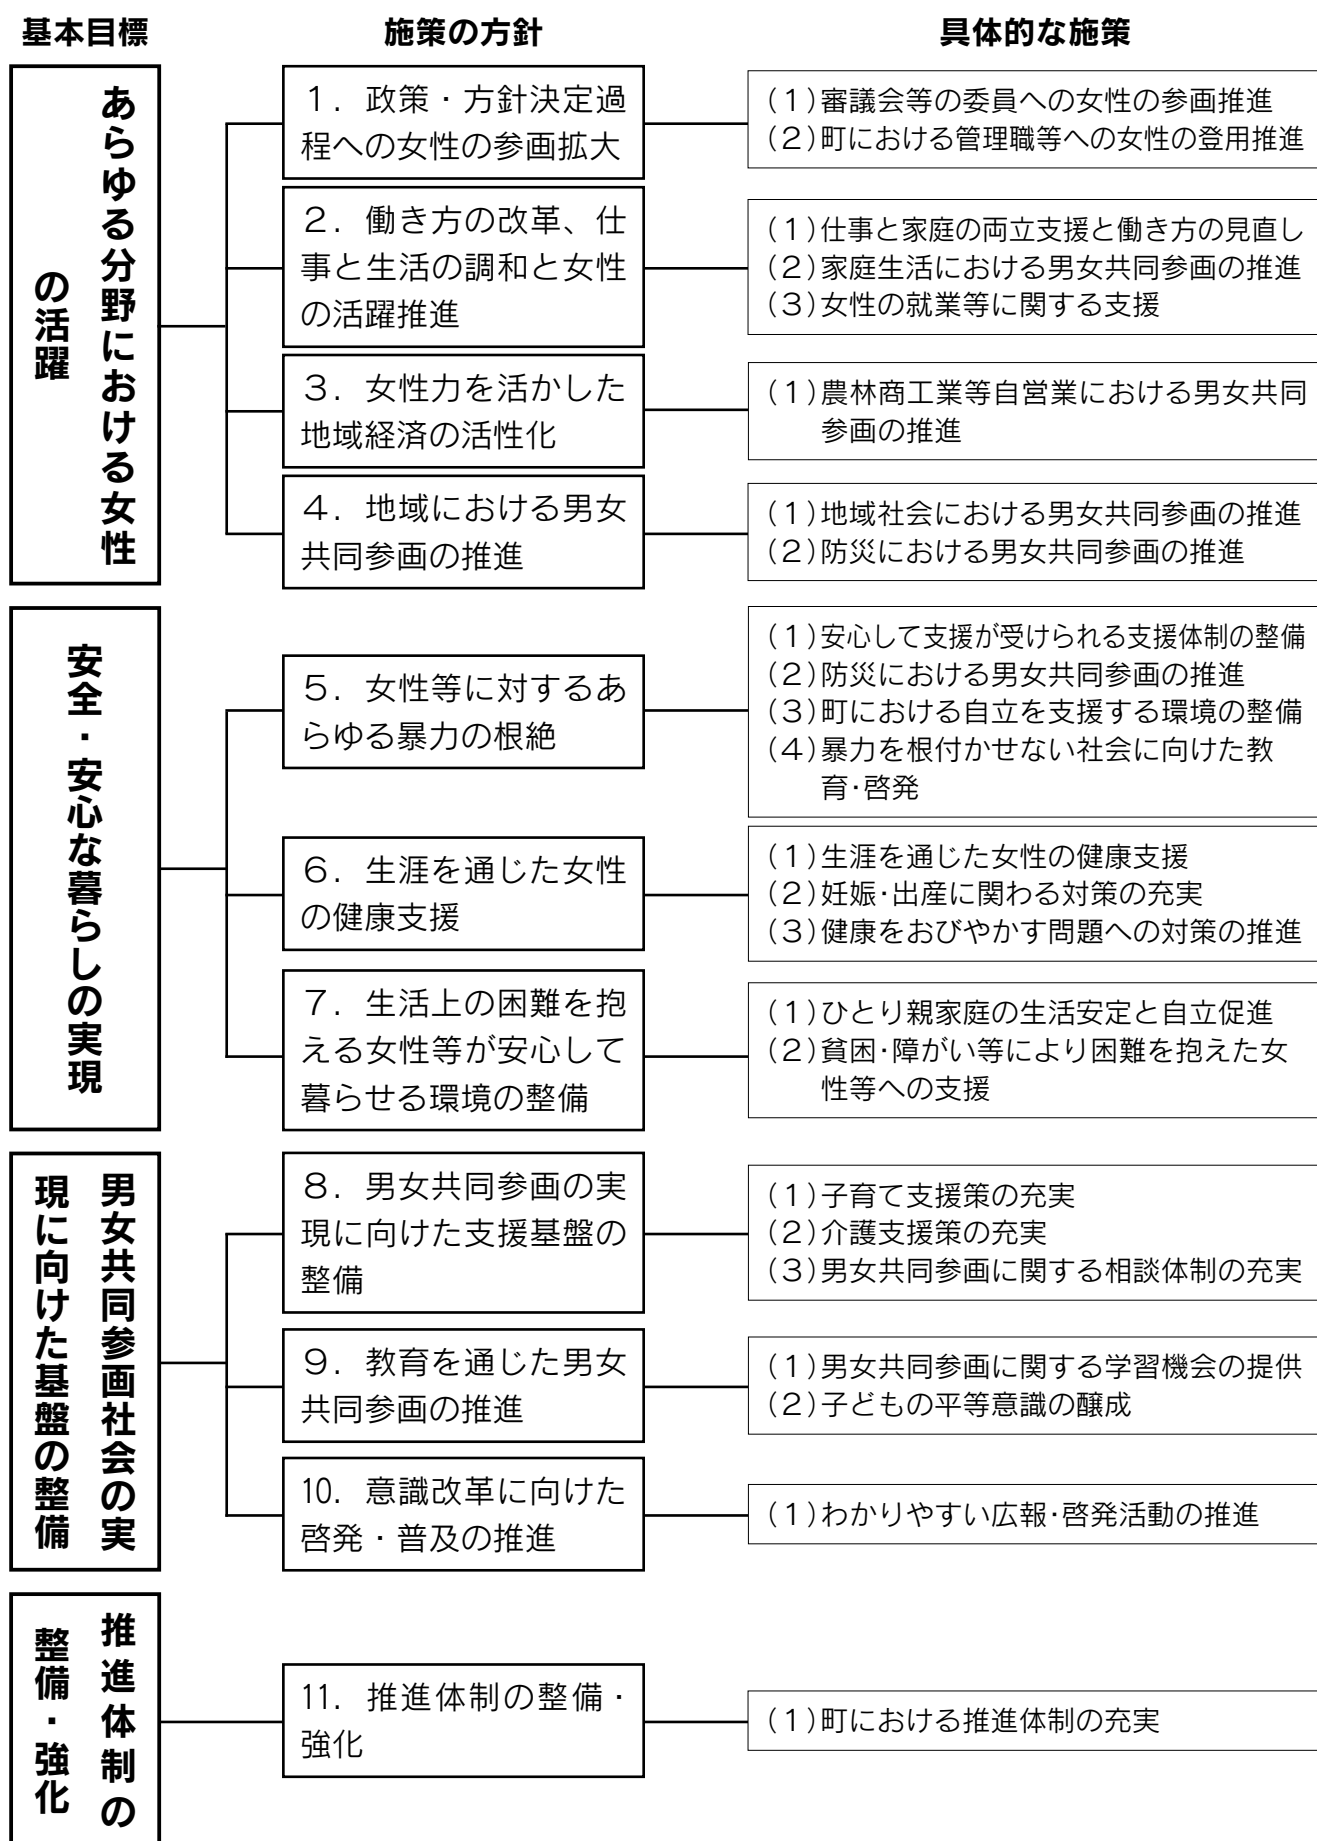 基本目標
施策の方針
具体的な施策
あらゆる分野における女性
の活躍
1．政策・方針決定過
程への女性の参画拡大
（1）審議会等の委員への女性の参画推進
（2）町における管理職等への女性の登用推進
2．働き方の改革、仕
事と生活の調和と女性
の活躍推進
（1）仕事と家庭の両立支援と働き方の見直し
（2）家庭生活における男女共同参画の推進
（3）女性の就業等に関する支援
3．女性力を活かした
地域経済の活性化
（1）農林商工業等自営業における男女共同
参画の推進
4．地域における男女
共同参画の推進
（1）地域社会における男女共同参画の推進
（2）防災における男女共同参画の推進
安全・安心な暮らしの実現
5．女性等に対するあ
らゆる暴力の根絶
（1）安心して支援が受けられる支援体制の整備
（2）防災における男女共同参画の推進
（3）町における自立を支援する環境の整備
（4）暴力を根付かせない社会に向けた教
育・啓発
6．生涯を通じた女性
の健康支援
（1）生涯を通じた女性の健康支援
（2）妊娠・出産に関わる対策の充実
（3）健康をおびやかす問題への対策の推進
7．生活上の困難を抱
える女性等が安心して
暮らせる環境の整備
（1）ひとり親家庭の生活安定と自立促進
（2）貧困・障がい等により困難を抱えた女
性等への支援
男女共同参画社会の実
現に向けた基盤の整備
8．男女共同参画の実
現に向けた支援基盤の
整備
（1）子育て支援策の充実
（2）介護支援策の充実
（3）男女共同参画に関する相談体制の充実
9．教育を通じた男女
共同参画の推進
（1）男女共同参画に関する学習機会の提供
（2）子どもの平等意識の醸成
10．意識改革に向けた
啓発・普及の推進
（1）わかりやすい広報・啓発活動の推進
推進体制の
整備・強化
11．推進体制の整備・
強化
（1）町における推進体制の充実